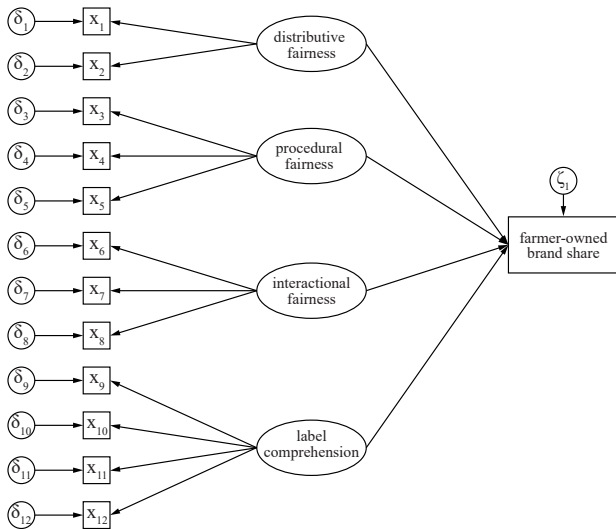 δ1 x1
δ2 x2
distributive
fairness
δ3 x3
δ4 x4
δ5 x5
procedural
fairness
ζ1
farmer-owned
brand share
δ6 x6
δ7 x7
δ8 x8
interactional
fairness
δ9 x9
δ10 x10
δ11 x11
δ12 x12
label
comprehension